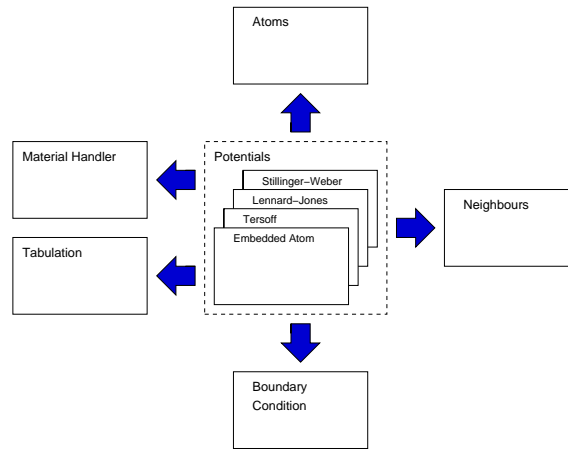 Atoms
Material Handler
Potentials
Stillinger−Weber
Lennard−Jones
Tersoff
Embedded Atom
Neighbours
Tabulation
Boundary
Condition